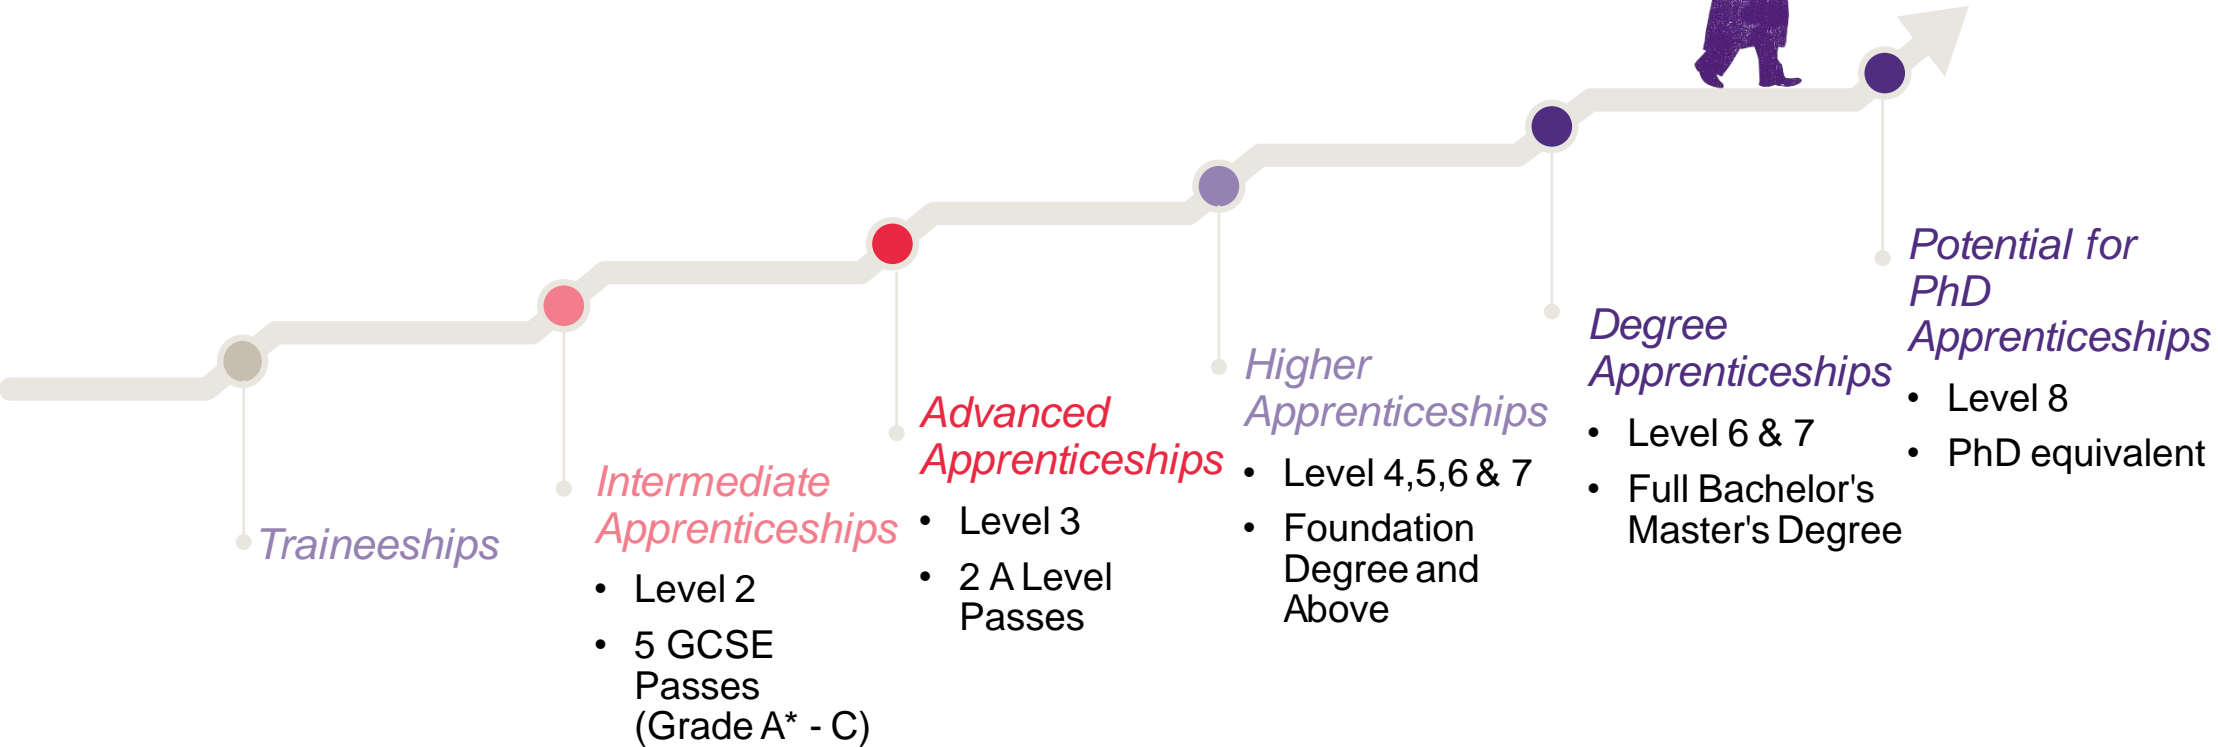 Traineeships
Intermediate
Apprenticeships
• Level 2
• 5 GCSE
Passes
(Grade A* - C)
Advanced
Apprenticeships
• Level 3
• 2 A Level
Passes
Higher
Apprenticeships
• Level 4,5,6 & 7
• Foundation
Degree and
Above
Degree
Apprenticeships
• Level 6 & 7
• Full Bachelor's
Master's Degree
Potential for
PhD
Apprenticeships
• Level 8
• PhD equivalent